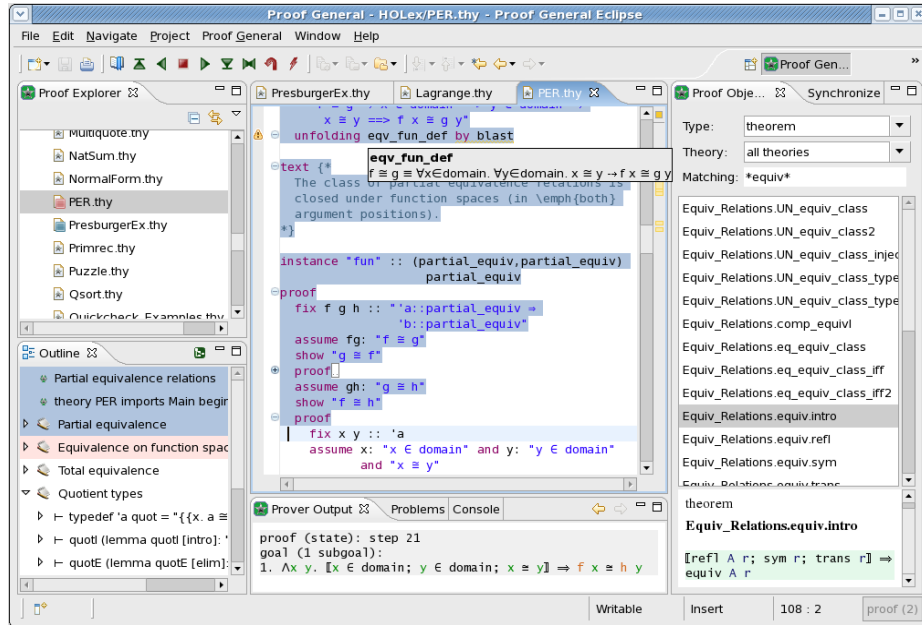 Proof General - HOLex/PER.thy - Proof General Eclipse
File Edit Navigate Project Proof General Window Help
Proof Gen...
Proof Explorer
Multiquote.thy
NatSum.thy
NormalForm.thy
PER.thy
PresburgerEx.thy
Primrec.thy
Puzzle.thy
Qsort.thy
Quickcheck_Examples.thy
Outline
Partial equivalence relations
theory PER imports Main begin
Partial equivalence
Equivalence on function spac
Total equivalence
Quotient types
⊢ typedef 'a quot = "{{x. a ≅
⊢ quotI (lemma quotI [intro]: '
⊢ quotE (lemma quotE [elim]:
PresburgerEx.thy Lagrange.thy PER.thy
x ≅ y ==> f x ≅ g y"
unfolding eqv_fun_def by blast
eqv_fun_def
f ≅ g ≡ ∀x∈domain. ∀y∈domain. x ≅ y → f x ≅ g y
text {*
The class of partial equivalence relations is
closed under function spaces (in \emph{both}
argument positions).
*}
instance "fun" :: (partial_equiv,partial_equiv)
partial_equiv
proof
fix f g h :: "'a::partial_equiv ⇒
'b::partial_equiv"
assume fg: "f ≅ g"
show "g ≅ f"
proof
assume gh: "g ≅ h"
show "f ≅ h"
proof
fix x y :: 'a
assume x: "x ∈ domain" and y: "y ∈ domain"
and "x ≅ y"
Prover Output Problems Console
proof (state): step 21
goal (1 subgoal):
1. ⋀x y. ⟦x ∈ domain; y ∈ domain; x ≅ y⟧ ⇒ f x ≅ h y
Proof Obje... Synchronize
Type: theorem
Theory: all theories
Matching: *equiv*
Equiv_Relations.UN_equiv_class
Equiv_Relations.UN_equiv_class2
Equiv_Relations.UN_equiv_class_injec
Equiv_Relations.UN_equiv_class_type
Equiv_Relations.UN_equiv_class_type
Equiv_Relations.comp_equivI
Equiv_Relations.eq_equiv_class
Equiv_Relations.eq_equiv_class_iff
Equiv_Relations.eq_equiv_class_iff2
Equiv_Relations.equiv.intro
Equiv_Relations.equiv.refl
Equiv_Relations.equiv.sym
Equiv_Relations.equiv.trans
theorem
Equiv_Relations.equiv.intro
⟦refl A r; sym r; trans r⟧ ⇒
equiv A r
Writable Insert 108 : 2 proof (2)